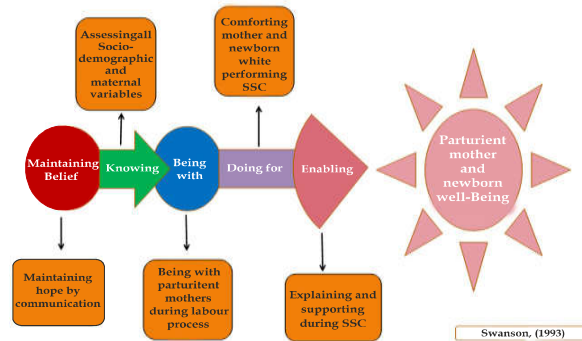 Assessingall
Socio-
demographic
and
maternal
variables
Comforting
mother and
newborn
white
performing
SSC
Maintaining
Belief
Knowing
Being
with
Doing for
Enabling
Parturient
mother
and
newborn
well-Being
Maintaining
hope by
communication
Being with
parturitent
mothers
during labour
process
Explaining and
supporting
during SSC
Swanson, (1993)